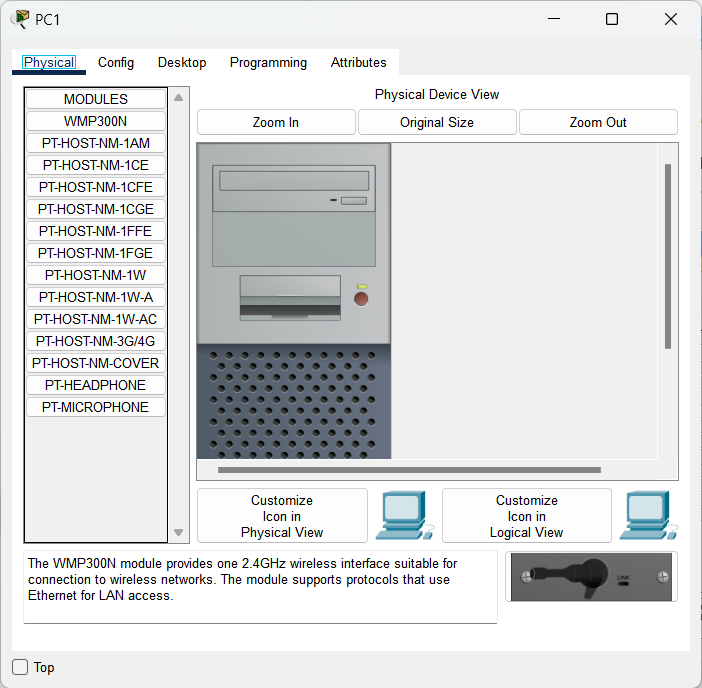 PC1
Physical
Config
Desktop
Programming
Attributes
MODULES
WMP300N
PT-HOST-NM-1AM
PT-HOST-NM-1CE
PT-HOST-NM-1CFE
PT-HOST-NM-1CGE
PT-HOST-NM-1FFE
PT-HOST-NM-1FGE
PT-HOST-NM-1W
PT-HOST-NM-1W-A
PT-HOST-NM-1W-AC
PT-HOST-NM-3G/4G
PT-HOST-NM-COVER
PT-HEADPHONE
PT-MICROPHONE
Physical Device View
Zoom In
Original Size
Zoom Out
Customize
Icon in
Physical View
Customize
Icon in
Logical View
The WMP300N module provides one 2.4GHz wireless interface suitable for
connection to wireless networks. The module supports protocols that use
Ethernet for LAN access.
LINK
Top